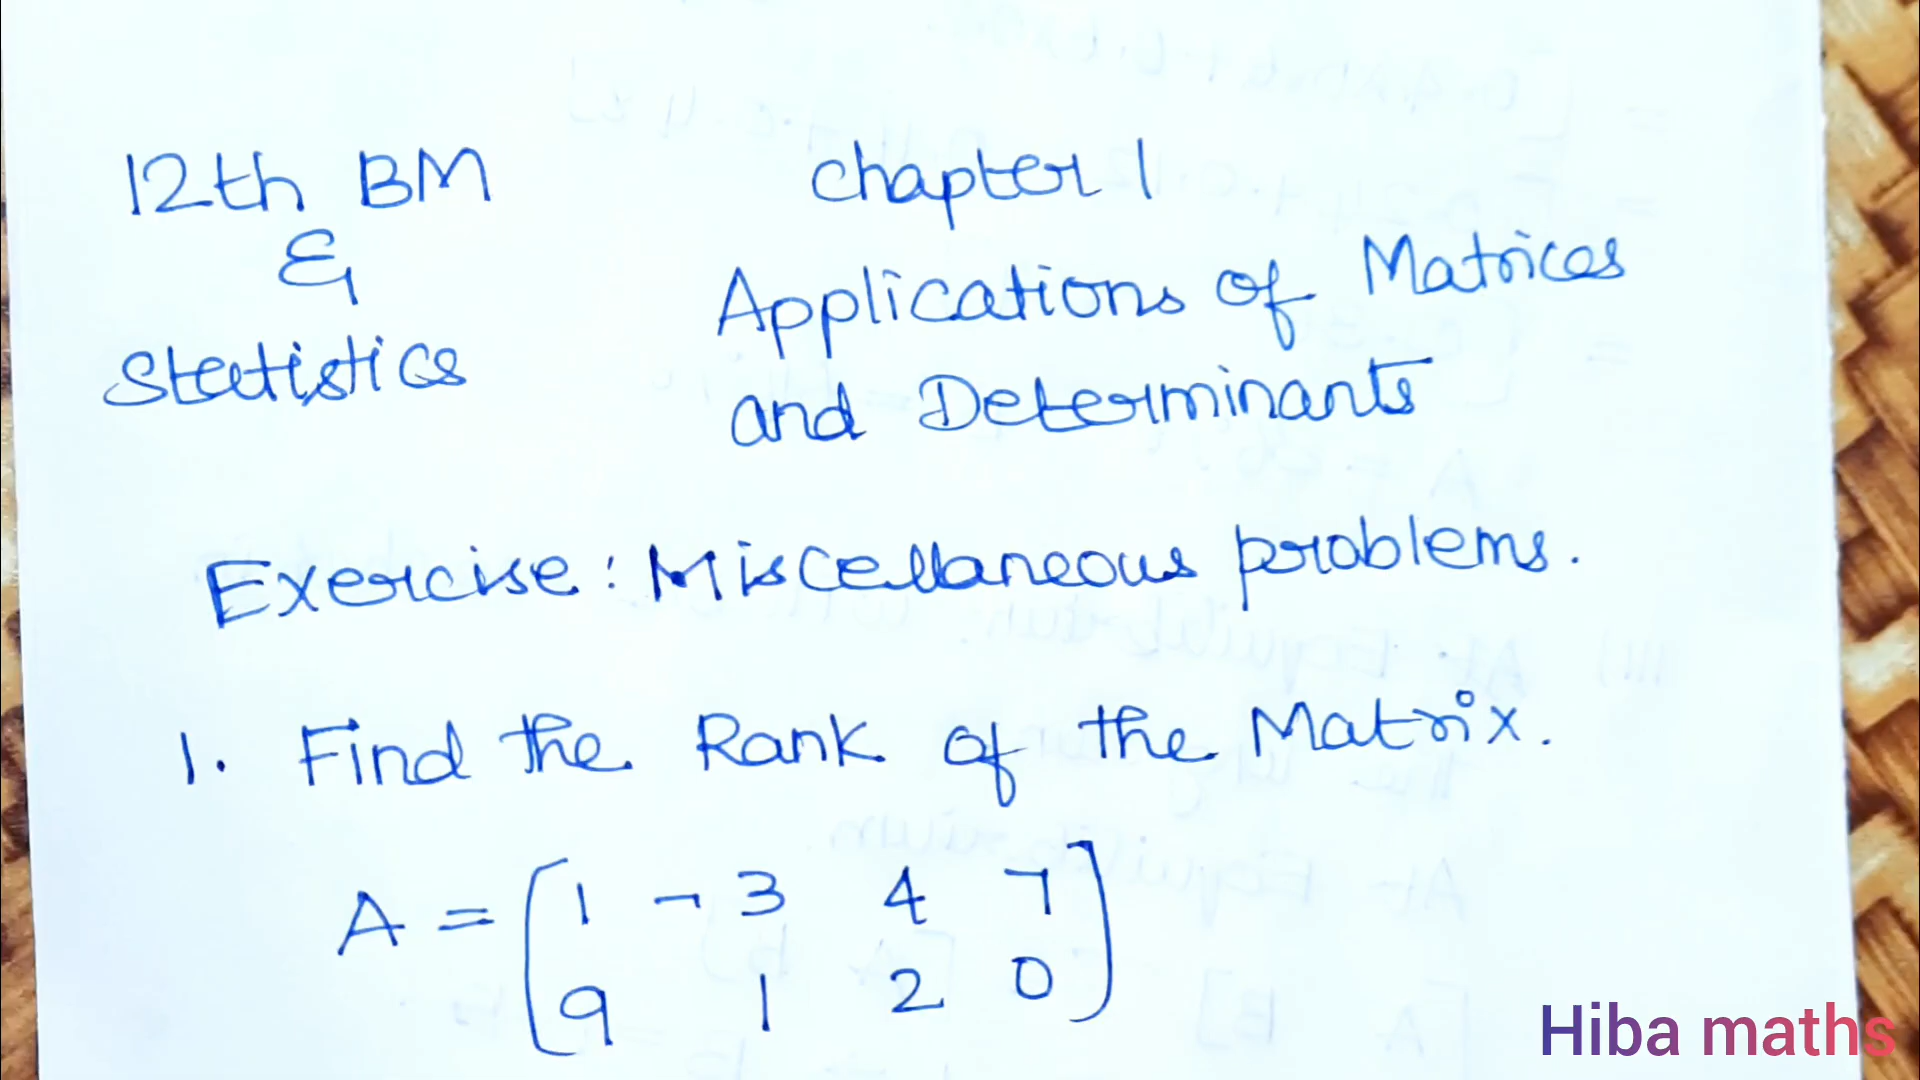 12th BM
&
Statistics
chapter 1
Applications of Matrices
and Determinants
Exercise: Miscellaneous problems.
1. Find the Rank of the Matrix.
A = ( 1 -3 4 7
9 1 2 0 )
Hiba maths